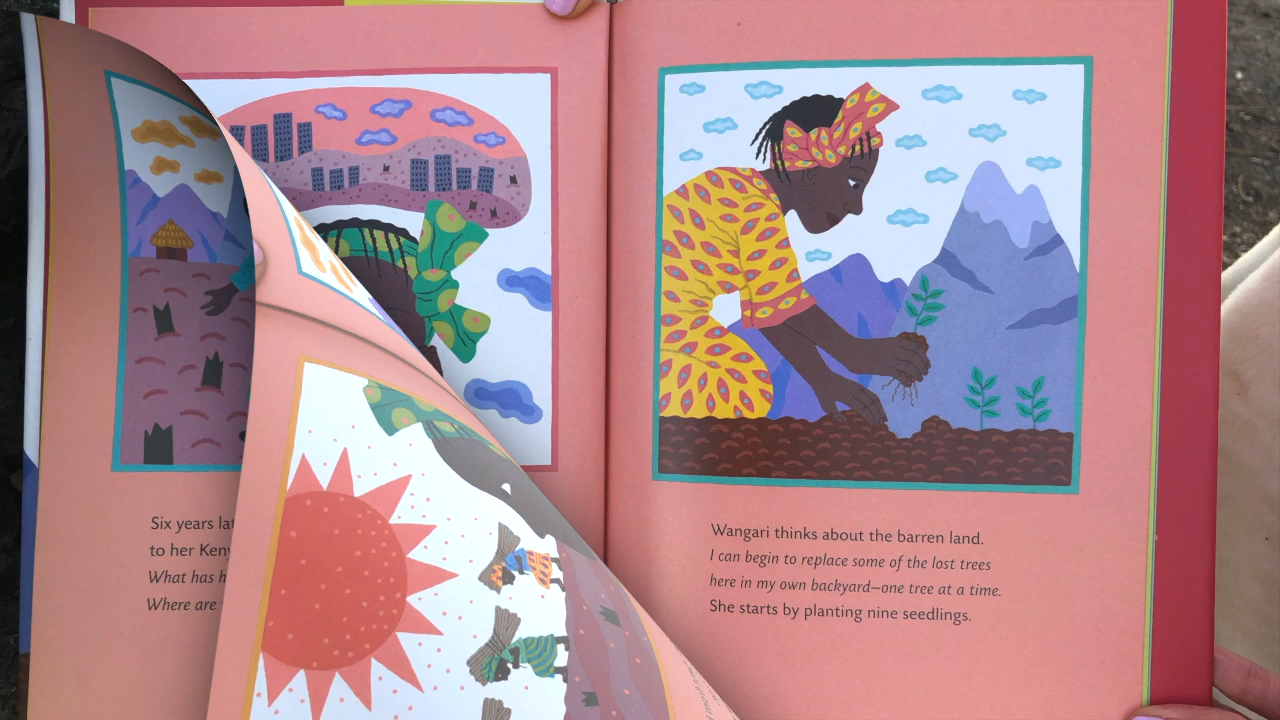 Six years
to her
What has
Where are
Wangari thinks about the barren land.
I can begin to replace some of the lost trees
here in my own backyard—one tree at a time.
She starts by planting nine seedlings.